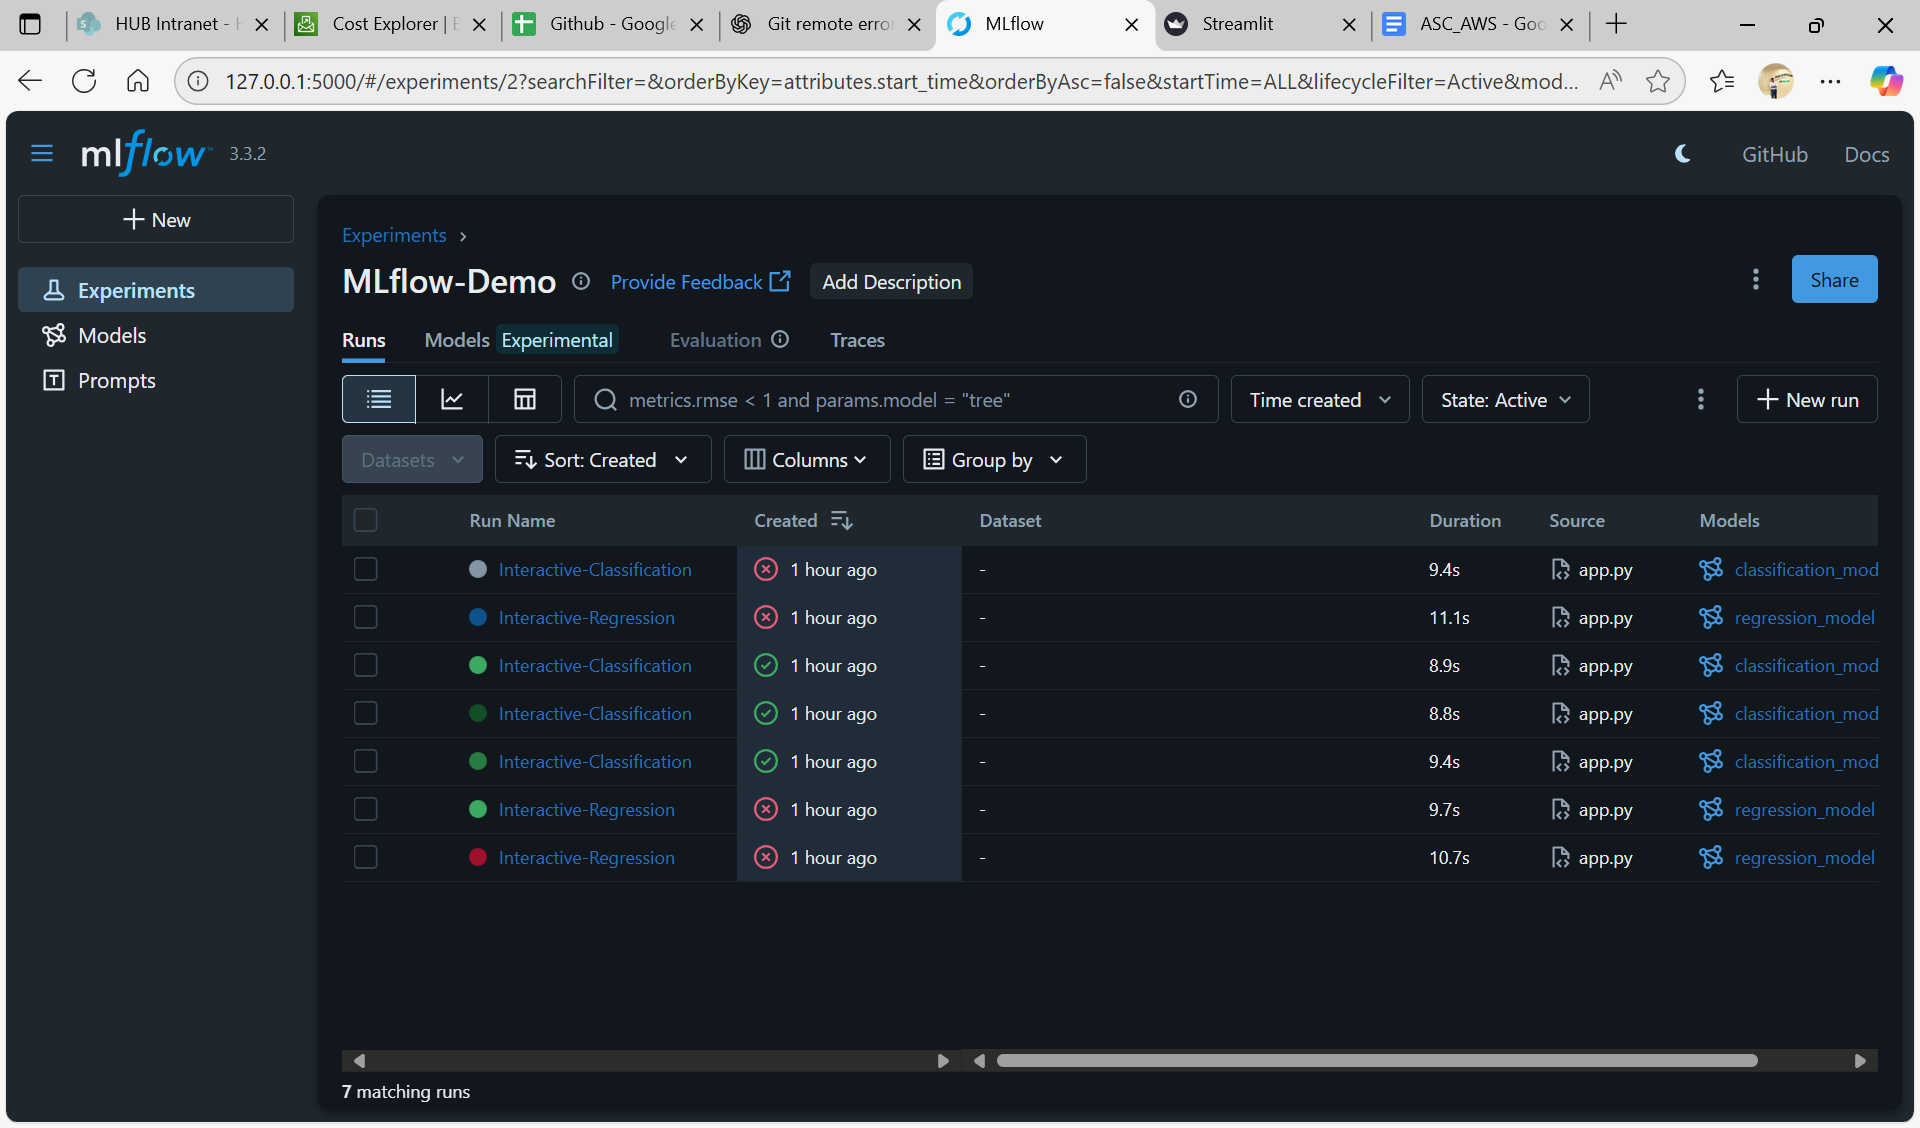 HUB Intranet -
Cost Explorer |
Github - Google
Git remote erro
MLflow
Streamlit
ASC_AWS - Goo
127.0.0.1:5000/#/experiments/2?searchFilter=&orderByKey=attributes.start_time&orderByAsc=false&startTime=ALL&lifecycleFilter=Active&mod...
mlflow™ 3.3.2
GitHub
Docs
New
Experiments
Models
Prompts
Experiments
MLflow-Demo
Provide Feedback
Add Description
Share
Runs
Models Experimental
Evaluation
Traces
metrics.rmse < 1 and params.model = "tree"
Time created
State: Active
New run
Datasets
Sort: Created
Columns
Group by
Run Name Created Dataset Duration Source Models
Interactive-Classification 1 hour ago - 9.4s app.py classification_mod
Interactive-Regression 1 hour ago - 11.1s app.py regression_model
Interactive-Classification 1 hour ago - 8.9s app.py classification_mod
Interactive-Classification 1 hour ago - 8.8s app.py classification_mod
Interactive-Classification 1 hour ago - 9.4s app.py classification_mod
Interactive-Regression 1 hour ago - 9.7s app.py regression_model
Interactive-Regression 1 hour ago - 10.7s app.py regression_model
7 matching runs